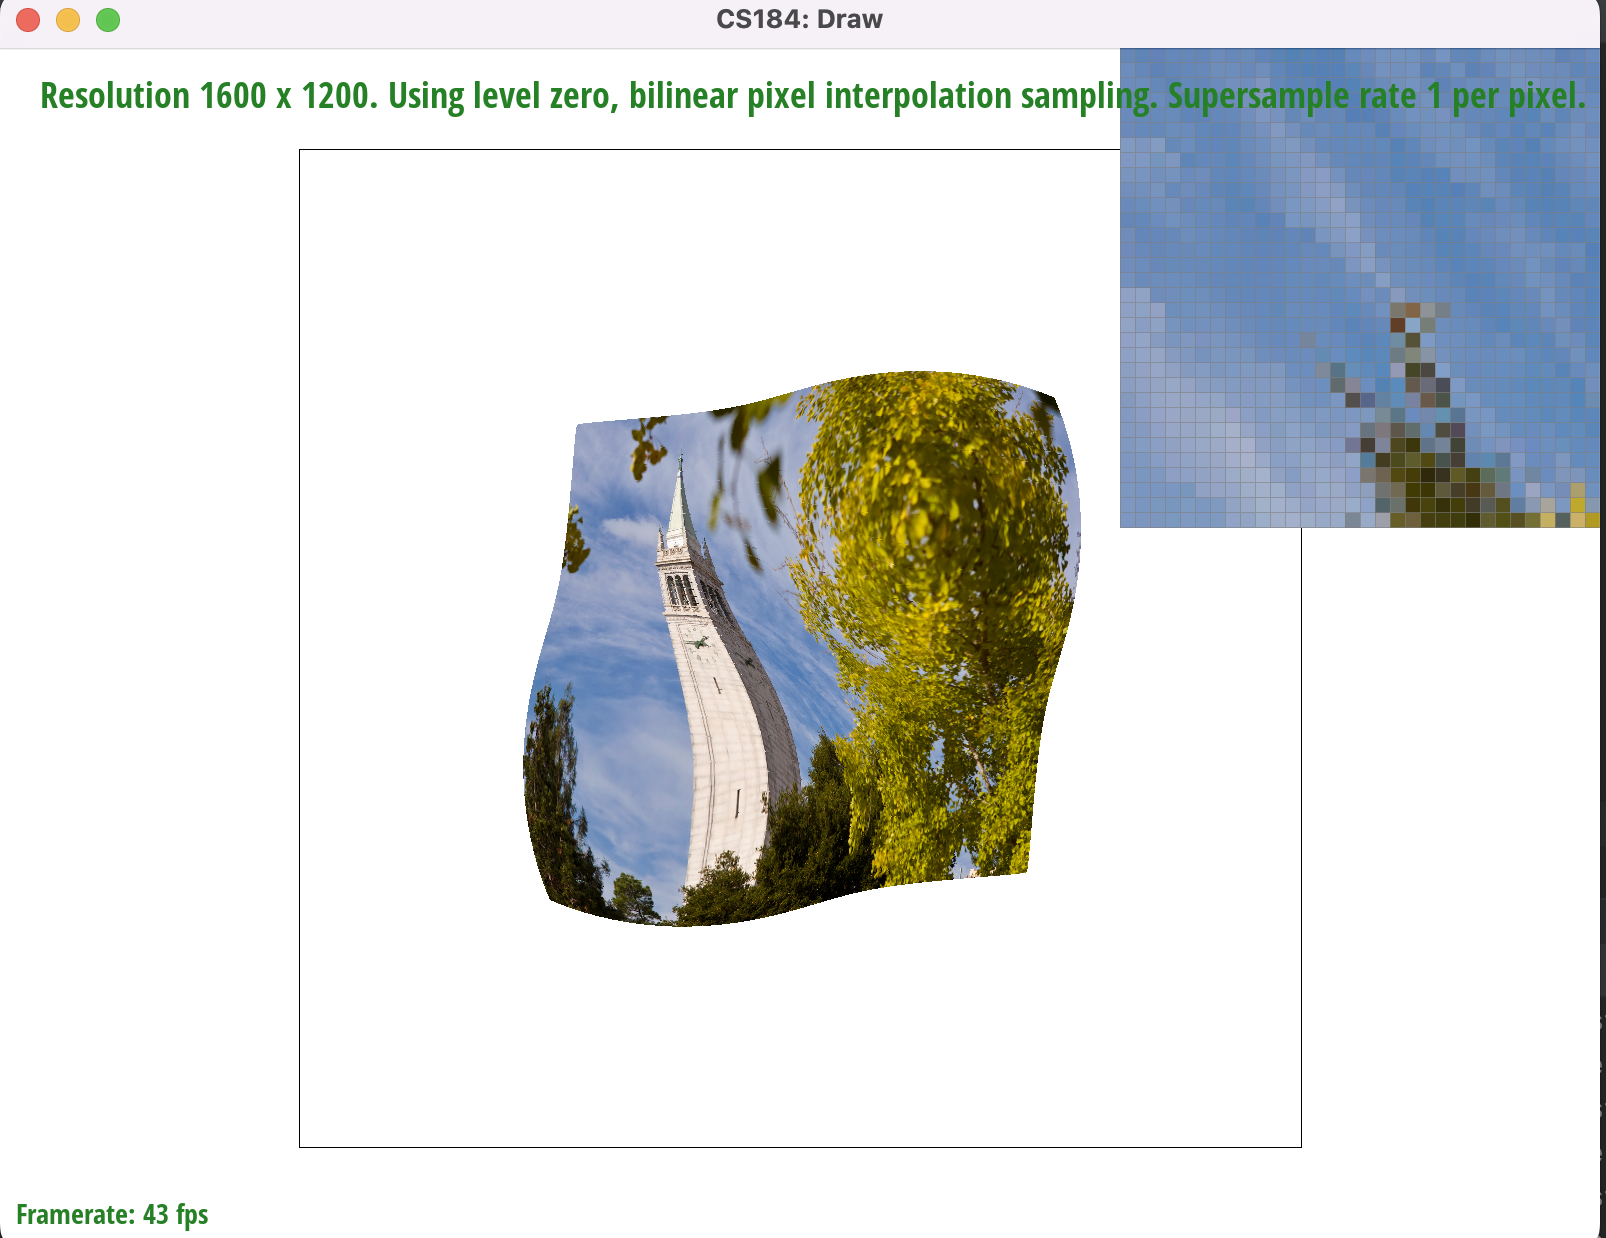 CS184: Draw
Resolution 1600 x 1200. Using level zero, bilinear pixel interpolation sampling. Supersample rate 1 per pixel.
Framerate: 43 fps